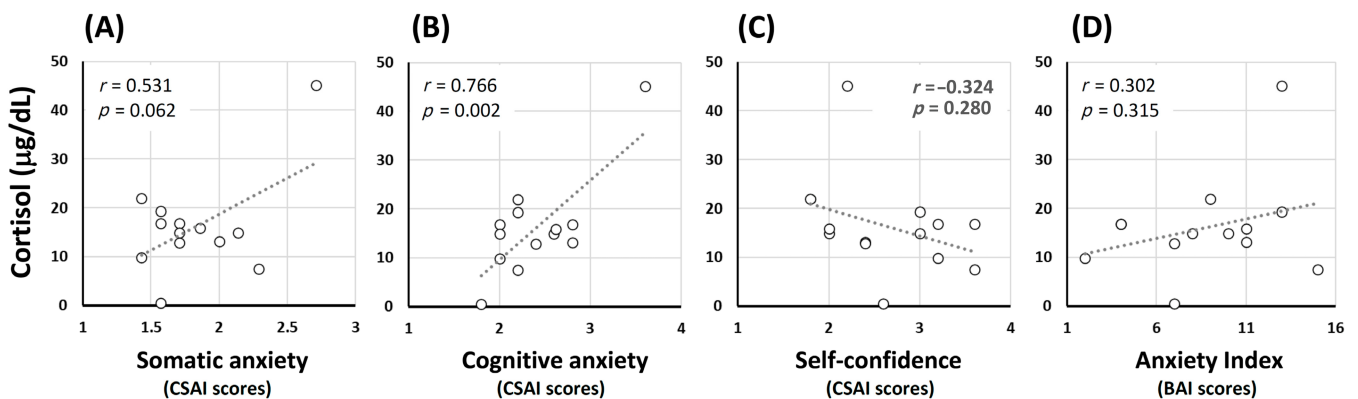 (A)
(B)
(C)
(D)
Cortisol (µg/dL)
50
40
30
20
10
0
r = 0.531
p = 0.062
1
1.5
2
2.5
3
Somatic anxiety
(CSAI scores)
50
40
30
20
10
0
r = 0.766
p = 0.002
1
2
3
4
Cognitive anxiety
(CSAI scores)
50
40
30
20
10
0
r =−0.324
p = 0.280
1
2
3
4
Self-confidence
(CSAI scores)
50
40
30
20
10
0
r = 0.302
p = 0.315
1
6
11
16
Anxiety Index
(BAI scores)